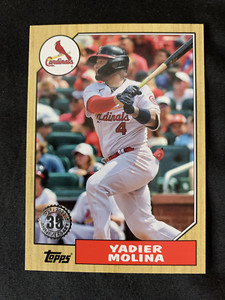 Cardinals
Cardinals
4
35
Topps
YADIER
MOLINA